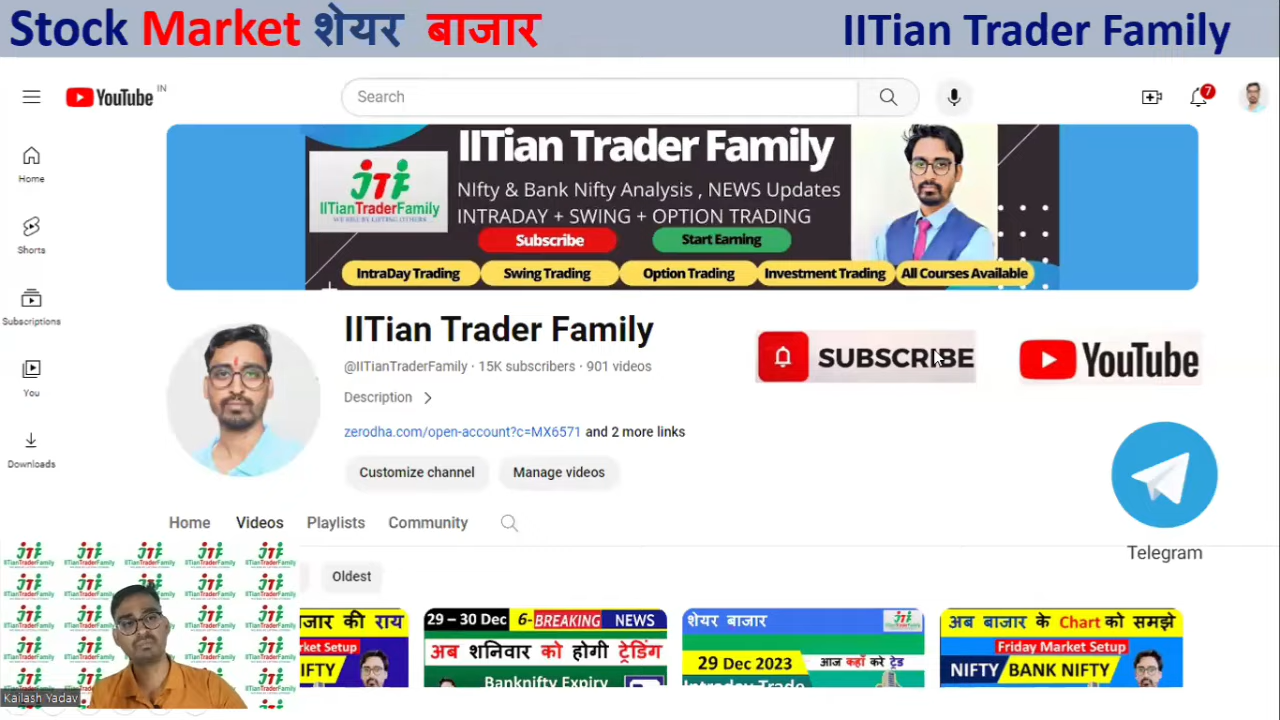 Stock Market शेयर बाजार
IITian Trader Family
YouTube IN
Search
7
Home
Shorts
Subscriptions
You
Downloads
IITian Trader Family
NIfty & Bank Nifty Analysis , NEWS Updates
INTRADAY + SWING + OPTION TRADING
IITianTraderFamily
Subscribe
Start Earning
IntraDay Trading
Swing Trading
Option Trading
Investment Trading
All Courses Available
IITian Trader Family
@IITianTraderFamily · 15K subscribers · 901 videos
Description
zerodha.com/open-account?c=MX6571 and 2 more links
Customize channel
Manage videos
SUBSCRIBE
YouTube
Telegram
Home Videos Playlists Community
Oldest
बाजार की राय
NIFTY
29 – 30 Dec 6-BREAKING NEWS
अब शनिवार को होगी ट्रेडिंग
Banknifty Expiry
शेयर बाजार
29 Dec 2023
आज कहाँ करे ट्रेड
Intraday Trade
अब बाजार के Chart को समझे
Friday Market Setup
NIFTY BANK NIFTY
Kailash Yadav